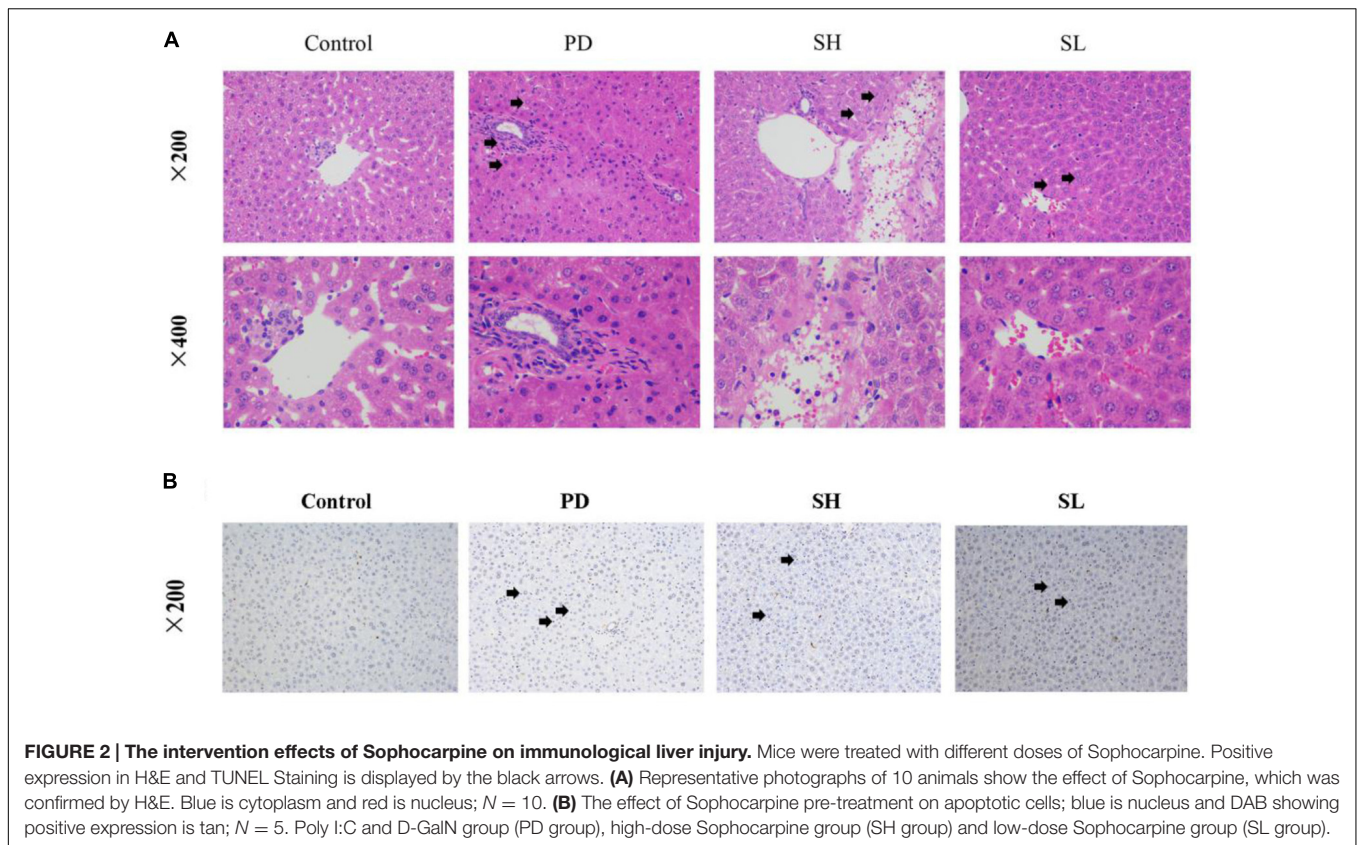 A
Control PD SH SL
×200
×400
B
Control PD SH SL
×200
FIGURE 2 | The intervention effects of Sophocarpine on immunological liver injury. Mice were treated with different doses of Sophocarpine. Positive
expression in H&E and TUNEL Staining is displayed by the black arrows. (A) Representative photographs of 10 animals show the effect of Sophocarpine, which was
confirmed by H&E. Blue is cytoplasm and red is nucleus; N = 10. (B) The effect of Sophocarpine pre-treatment on apoptotic cells; blue is nucleus and DAB showing
positive expression is tan; N = 5. Poly I:C and D-GalN group (PD group), high-dose Sophocarpine group (SH group) and low-dose Sophocarpine group (SL group).